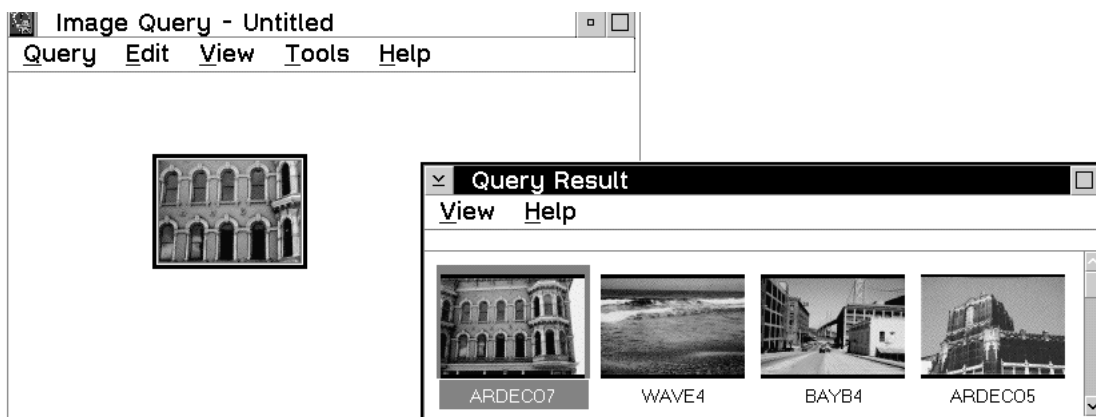 Image Query - Untitled
Query Edit View Tools Help
Query Result
View Help
ARDECO7 WAVE4 BAYB4 ARDECO5